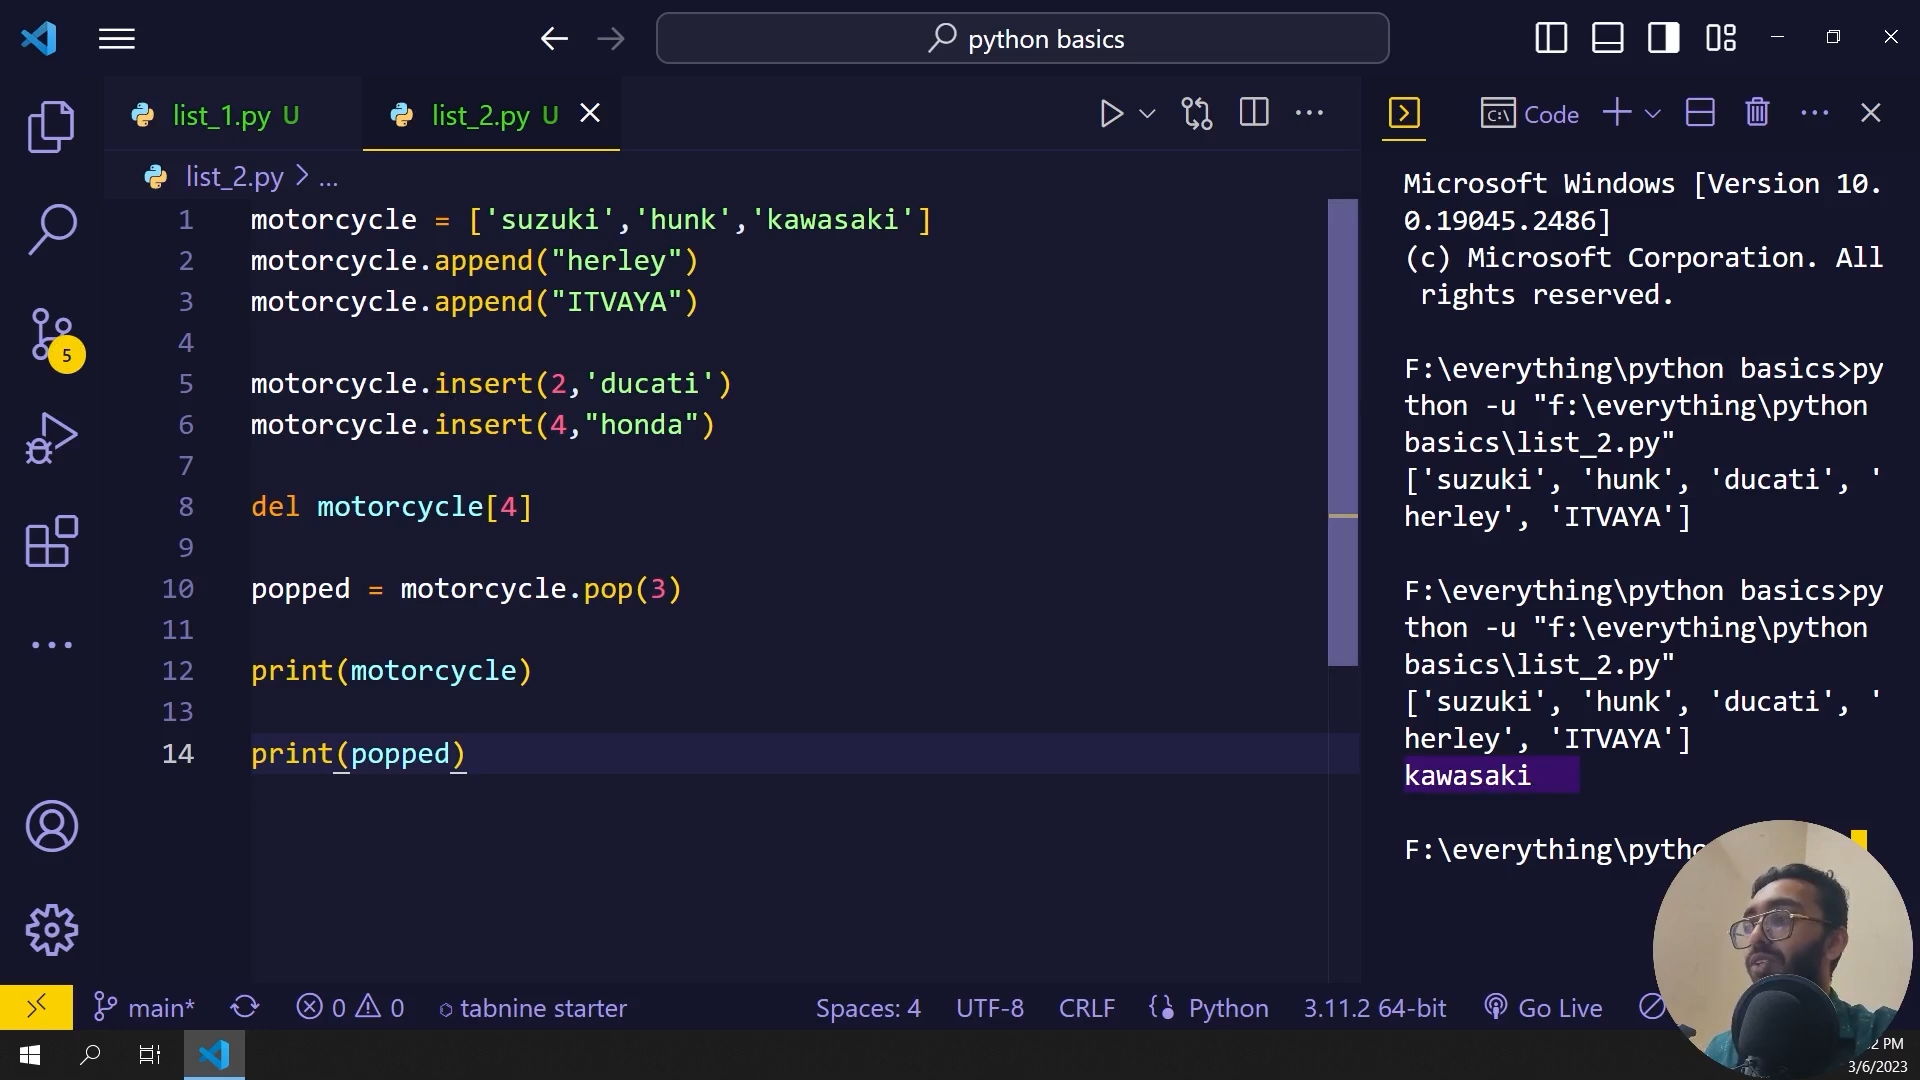 python basics
list_1.py U
list_2.py U
Code
list_2.py > ...
1 motorcycle = ['suzuki','hunk','kawasaki']
2 motorcycle.append("herley")
3 motorcycle.append("ITVAYA")
4
5 motorcycle.insert(2,'ducati')
6 motorcycle.insert(4,"honda")
7
8 del motorcycle[4]
9
10 popped = motorcycle.pop(3)
11
12 print(motorcycle)
13
14 print(popped)
Microsoft Windows [Version 10.
0.19045.2486]
(c) Microsoft Corporation. All
rights reserved.
F:\everything\python basics>py
thon -u "f:\everything\python
basics\list_2.py"
['suzuki', 'hunk', 'ducati', '
herley', 'ITVAYA']
F:\everything\python basics>py
thon -u "f:\everything\python
basics\list_2.py"
['suzuki', 'hunk', 'ducati', '
herley', 'ITVAYA']
kawasaki
5
main* 0 0 tabnine starter Spaces: 4 UTF-8 CRLF Python 3.11.2 64-bit Go Live
PM
3/6/2023